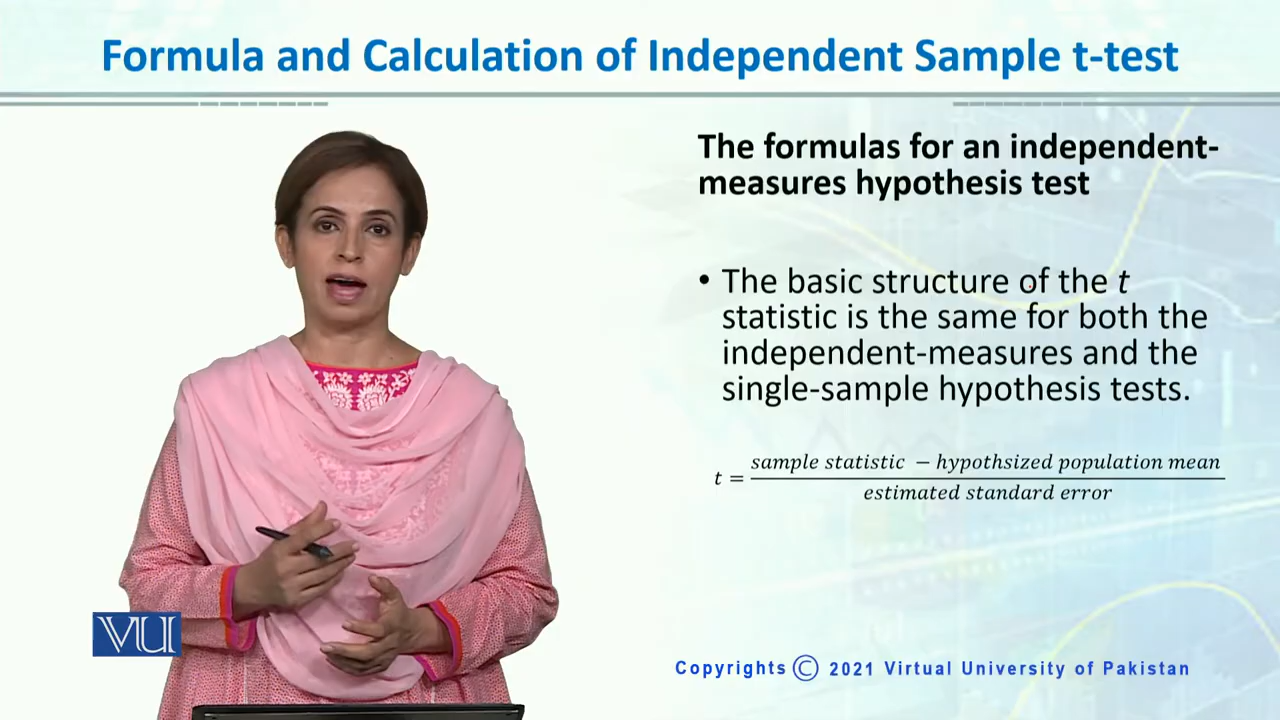 Formula and Calculation of Independent Sample t-test
The formulas for an independent-
measures hypothesis test
• The basic structure of the t
statistic is the same for both the
independent-measures and the
single-sample hypothesis tests.
t = sample statistic − hypothsized population mean
estimated standard error
VU
Copyrights © 2021 Virtual University of Pakistan